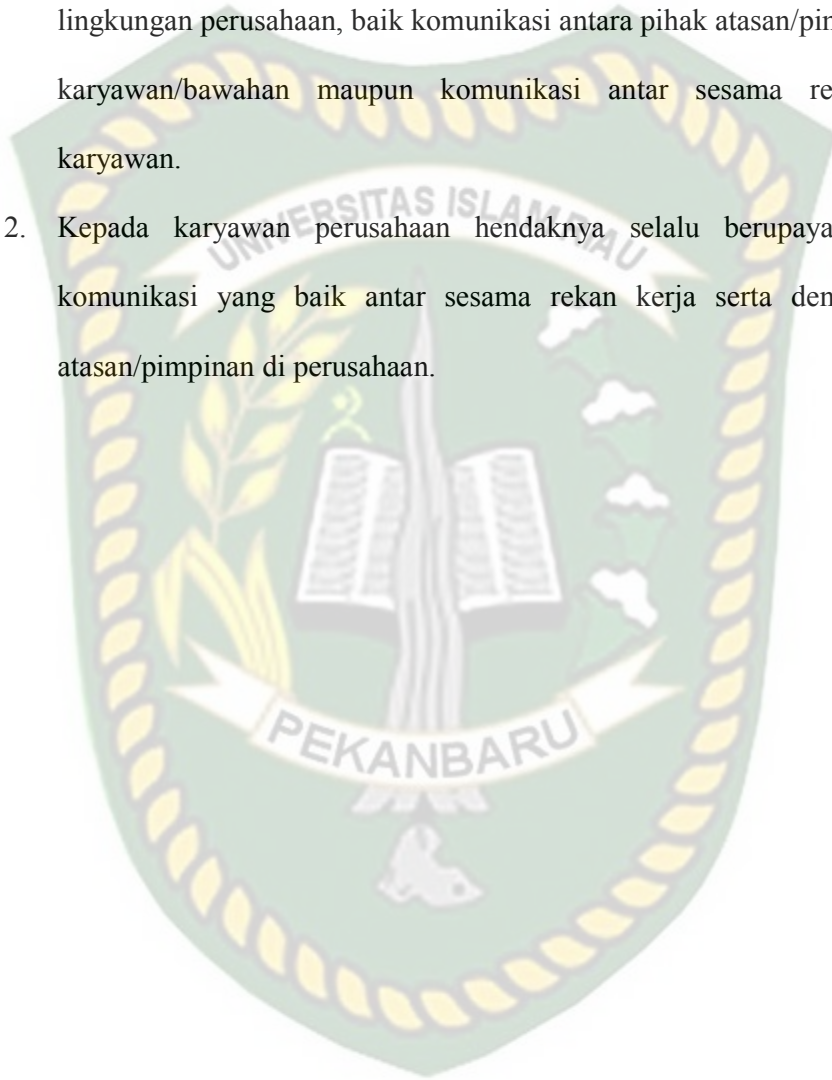 lingkungan perusahaan, baik komunikasi antara pihak atasan/pin
karyawan/bawahan maupun komunikasi antar sesama re
karyawan.
2. Kepada karyawan perusahaan hendaknya selalu berupaya
komunikasi yang baik antar sesama rekan kerja serta den
atasan/pimpinan di perusahaan.
UNIVERSITAS ISLAM RIAU
PEKANBARU